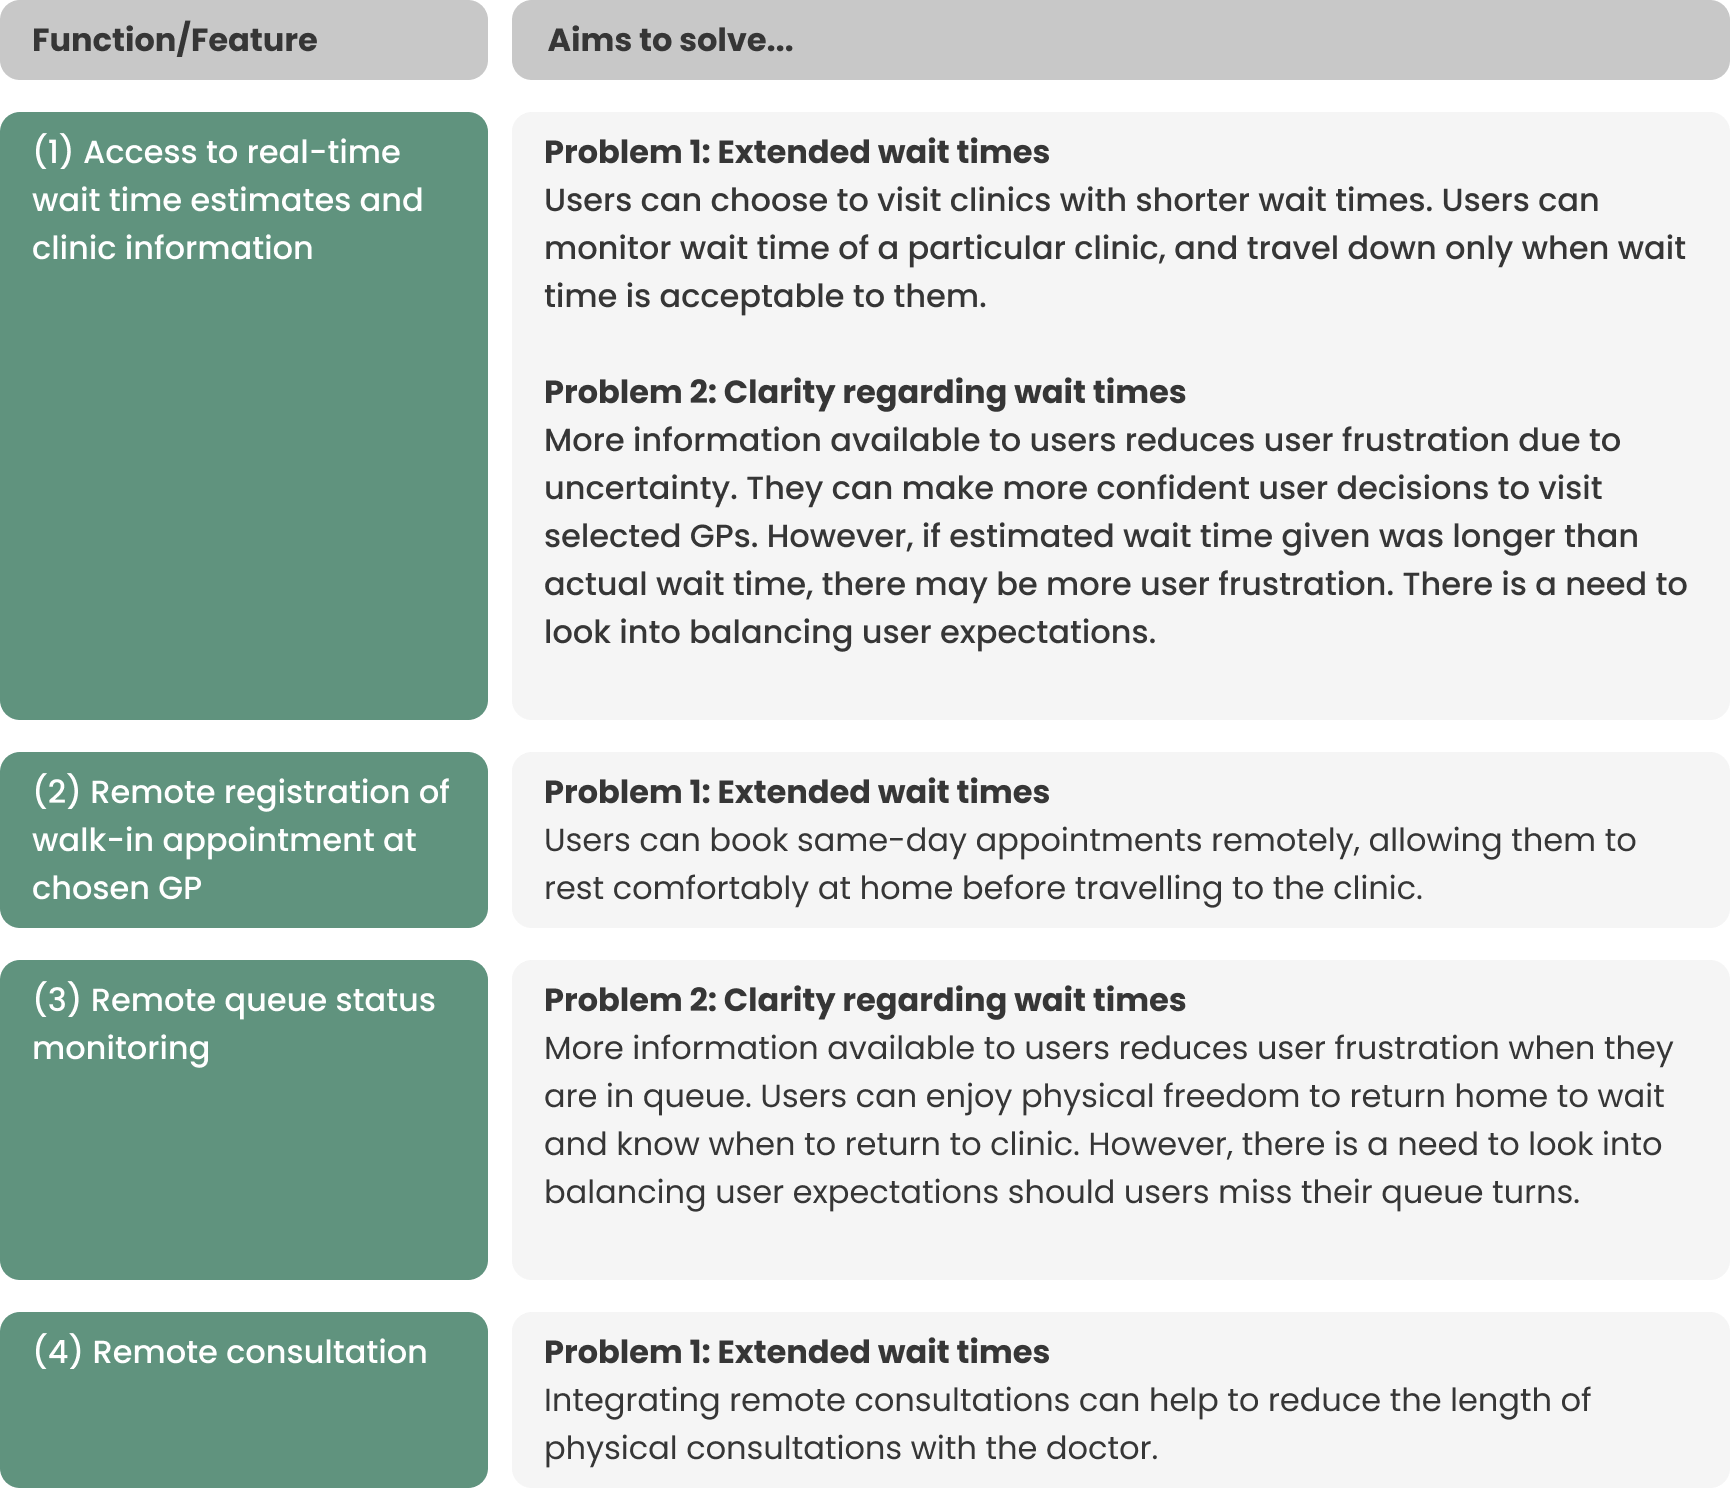 Function/Feature
Aims to solve...
(1) Access to real-time
wait time estimates and
clinic information
Problem 1: Extended wait times
Users can choose to visit clinics with shorter wait times. Users can
monitor wait time of a particular clinic, and travel down only when wait
time is acceptable to them.
Problem 2: Clarity regarding wait times
More information available to users reduces user frustration due to
uncertainty. They can make more confident user decisions to visit
selected GPs. However, if estimated wait time given was longer than
actual wait time, there may be more user frustration. There is a need to
look into balancing user expectations.
(2) Remote registration of
walk-in appointment at
chosen GP
Problem 1: Extended wait times
Users can book same-day appointments remotely, allowing them to
rest comfortably at home before travelling to the clinic.
(3) Remote queue status
monitoring
Problem 2: Clarity regarding wait times
More information available to users reduces user frustration when they
are in queue. Users can enjoy physical freedom to return home to wait
and know when to return to clinic. However, there is a need to look into
balancing user expectations should users miss their queue turns.
(4) Remote consultation
Problem 1: Extended wait times
Integrating remote consultations can help to reduce the length of
physical consultations with the doctor.